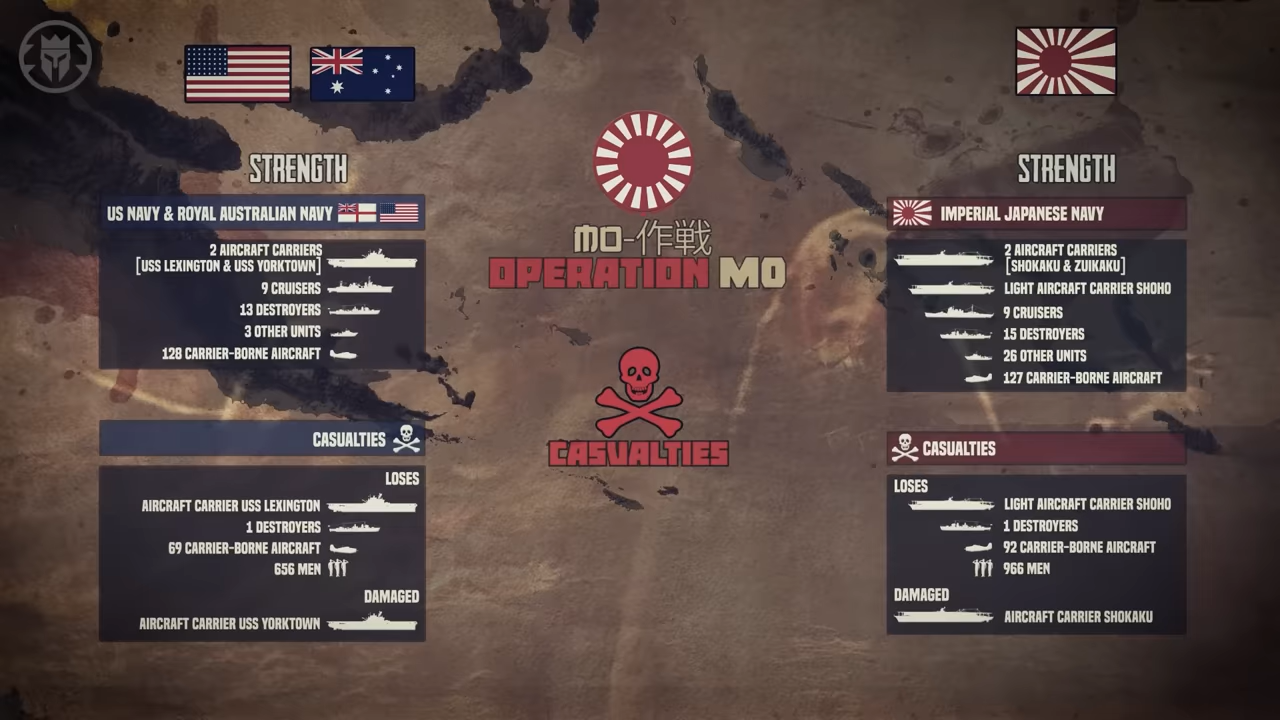 STRENGTH
US NAVY & ROYAL AUSTRALIAN NAVY
2 AIRCRAFT CARRIERS
[USS LEXINGTON & USS YORKTOWN]
9 CRUISERS
13 DESTROYERS
3 OTHER UNITS
128 CARRIER-BORNE AIRCRAFT
CASUALTIES
LOSES
AIRCRAFT CARRIER USS LEXINGTON
1 DESTROYERS
69 CARRIER-BORNE AIRCRAFT
656 MEN
DAMAGED
AIRCRAFT CARRIER USS YORKTOWN
MO-作戦
OPERATION MO
CASUALTIES
STRENGTH
IMPERIAL JAPANESE NAVY
2 AIRCRAFT CARRIERS
[SHOKAKU & ZUIKAKU]
LIGHT AIRCRAFT CARRIER SHOHO
9 CRUISERS
15 DESTROYERS
26 OTHER UNITS
127 CARRIER-BORNE AIRCRAFT
CASUALTIES
LOSES
LIGHT AIRCRAFT CARRIER SHOHO
1 DESTROYERS
92 CARRIER-BORNE AIRCRAFT
966 MEN
DAMAGED
AIRCRAFT CARRIER SHOKAKU